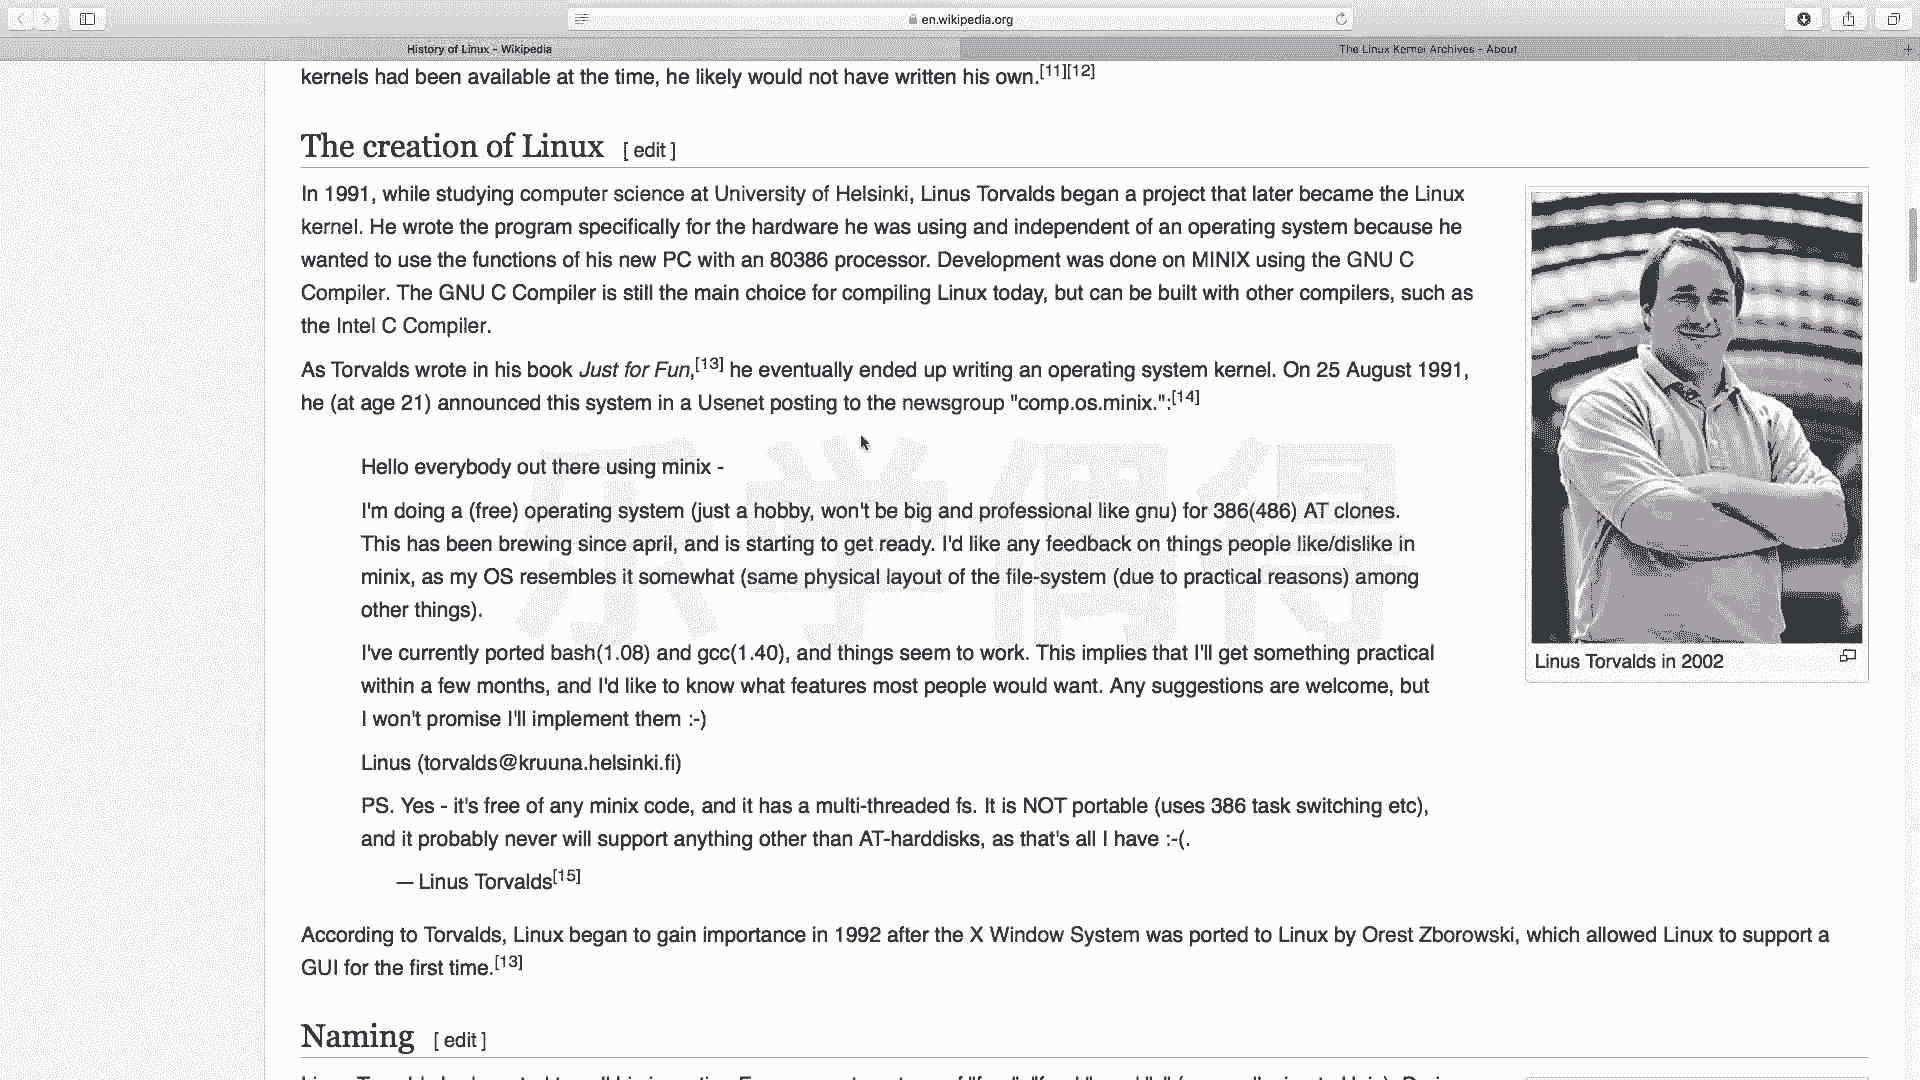 en.wikipedia.org
History of Linux - Wikipedia
The Linux Kernel Archives - About
kernels had been available at the time, he likely would not have written his own.[11][12]
The creation of Linux [ edit ]
In 1991, while studying computer science at University of Helsinki, Linus Torvalds began a project that later became the Linux
kernel. He wrote the program specifically for the hardware he was using and independent of an operating system because he
wanted to use the functions of his new PC with an 80386 processor. Development was done on MINIX using the GNU C
Compiler. The GNU C Compiler is still the main choice for compiling Linux today, but can be built with other compilers, such as
the Intel C Compiler.
As Torvalds wrote in his book Just for Fun,[13] he eventually ended up writing an operating system kernel. On 25 August 1991,
he (at age 21) announced this system in a Usenet posting to the newsgroup "comp.os.minix.":[14]
Hello everybody out there using minix -
I'm doing a (free) operating system (just a hobby, won't be big and professional like gnu) for 386(486) AT clones.
This has been brewing since april, and is starting to get ready. I'd like any feedback on things people like/dislike in
minix, as my OS resembles it somewhat (same physical layout of the file-system (due to practical reasons) among
other things).
I've currently ported bash(1.08) and gcc(1.40), and things seem to work. This implies that I'll get something practical
within a few months, and I'd like to know what features most people would want. Any suggestions are welcome, but
I won't promise I'll implement them :-)
Linus (torvalds@kruuna.helsinki.fi)
PS. Yes - it's free of any minix code, and it has a multi-threaded fs. It is NOT portable (uses 386 task switching etc),
and it probably never will support anything other than AT-harddisks, as that's all I have :-(.
— Linus Torvalds[15]
Linus Torvalds in 2002
According to Torvalds, Linux began to gain importance in 1992 after the X Window System was ported to Linux by Orest Zborowski, which allowed Linux to support a
GUI for the first time.[13]
Naming [ edit ]
乐学偶得